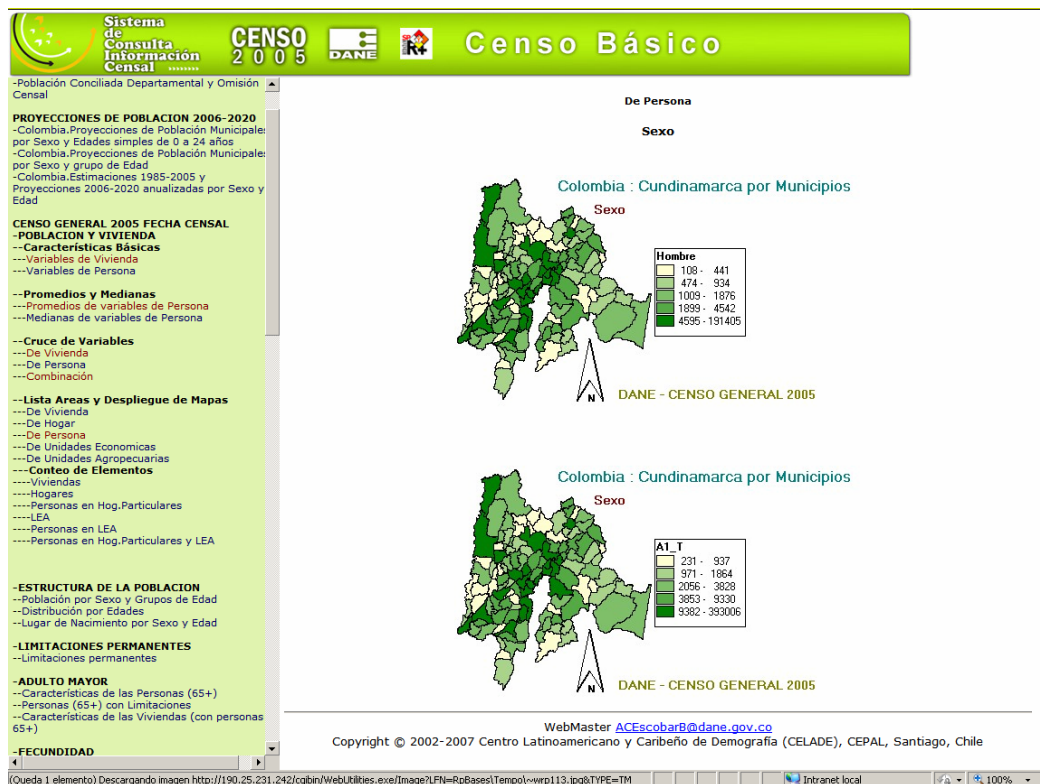 Sistema
de
Consulta
Información
Censal ........
CENSO
2 0 0 5
DANE
R+
Censo Básico
-Población Conciliada Departamental y Omisión
Censal
PROYECCIONES DE POBLACION 2006-2020
-Colombia.Proyecciones de Población Municipales
por Sexo y Edades simples de 0 a 24 años
-Colombia.Proyecciones de Población Municipales
por Sexo y grupo de Edad
-Colombia.Estimaciones 1985-2005 y
Proyecciones 2006-2020 anualizadas por Sexo y
Edad
CENSO GENERAL 2005 FECHA CENSAL
-POBLACION Y VIVIENDA
--Características Básicas
---Variables de Vivienda
---Variables de Persona
--Promedios y Medianas
---Promedios de variables de Persona
---Medianas de variables de Persona
--Cruce de Variables
---De Vivienda
---De Persona
---Combinación
--Lista Areas y Despliegue de Mapas
---De Vivienda
---De Hogar
---De Persona
---De Unidades Economicas
---De Unidades Agropecuarias
---Conteo de Elementos
----Viviendas
----Hogares
----Personas en Hog.Particulares
----LEA
----Personas en LEA
----Personas en Hog.Particulares y LEA
-ESTRUCTURA DE LA POBLACION
--Población por Sexo y Grupos de Edad
--Distribución por Edades
--Lugar de Nacimiento por Sexo y Edad
-LIMITACIONES PERMANENTES
--Limitaciones permanentes
-ADULTO MAYOR
--Características de las Personas (65+)
--Personas (65+) con Limitaciones
--Características de las Viviendas (con personas
65+)
-FECUNDIDAD
De Persona
Sexo
Colombia : Cundinamarca por Municipios
Sexo
Hombre
108 - 441
474 - 934
1009 - 1876
1899 - 4542
4595 - 191405
N
DANE - CENSO GENERAL 2005
Colombia : Cundinamarca por Municipios
Sexo
A1_T
231 - 937
971 - 1864
2056 - 3828
3853 - 9330
9382 - 393006
N
DANE - CENSO GENERAL 2005
WebMaster ACEscobarB@dane.gov.co
Copyright © 2002-2007 Centro Latinoamericano y Caribeño de Demografía (CELADE), CEPAL, Santiago, Chile
(Queda 1 elemento) Descargando imagen http://190.25.231.242/cgibin/WebUtilities.exe/Image?LFN=RpBases\Tempo\~wrp113.jpg&TYPE=TM
Intranet local
100%